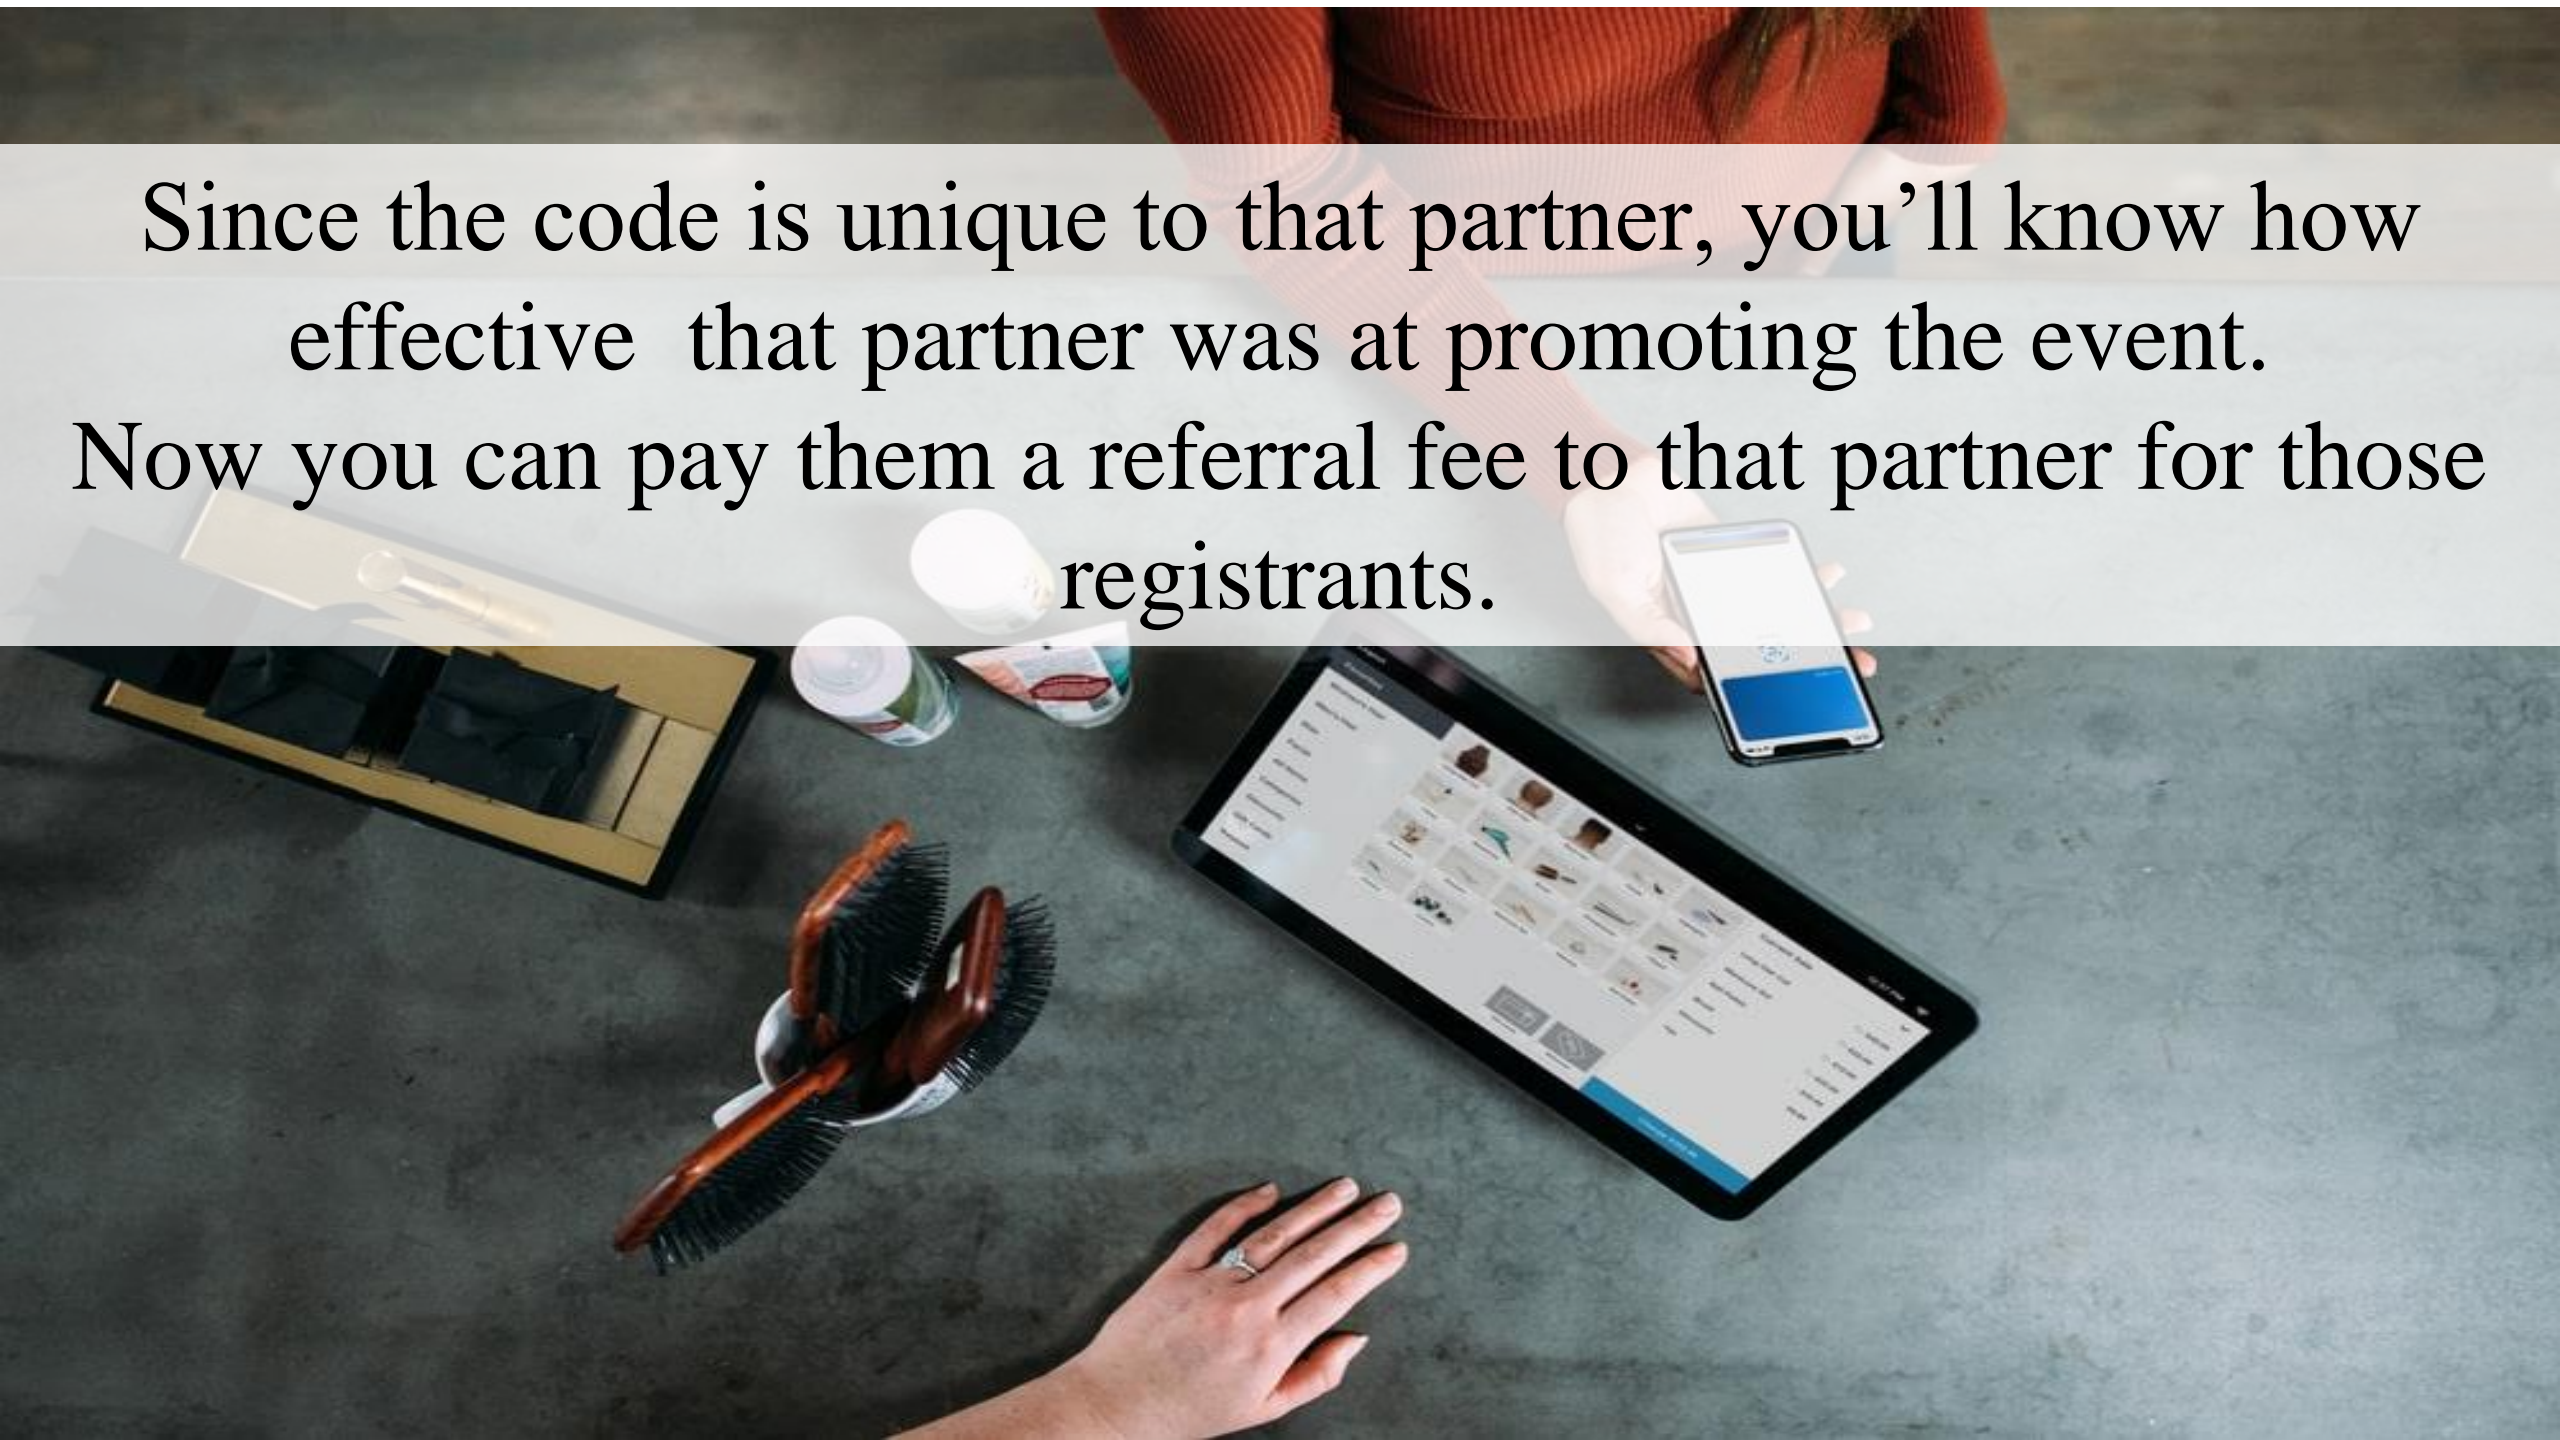 Since the code is unique to that partner, you’ll know how
effective  that partner was at promoting the event.
Now you can pay them a referral fee to that partner for those
registrants.